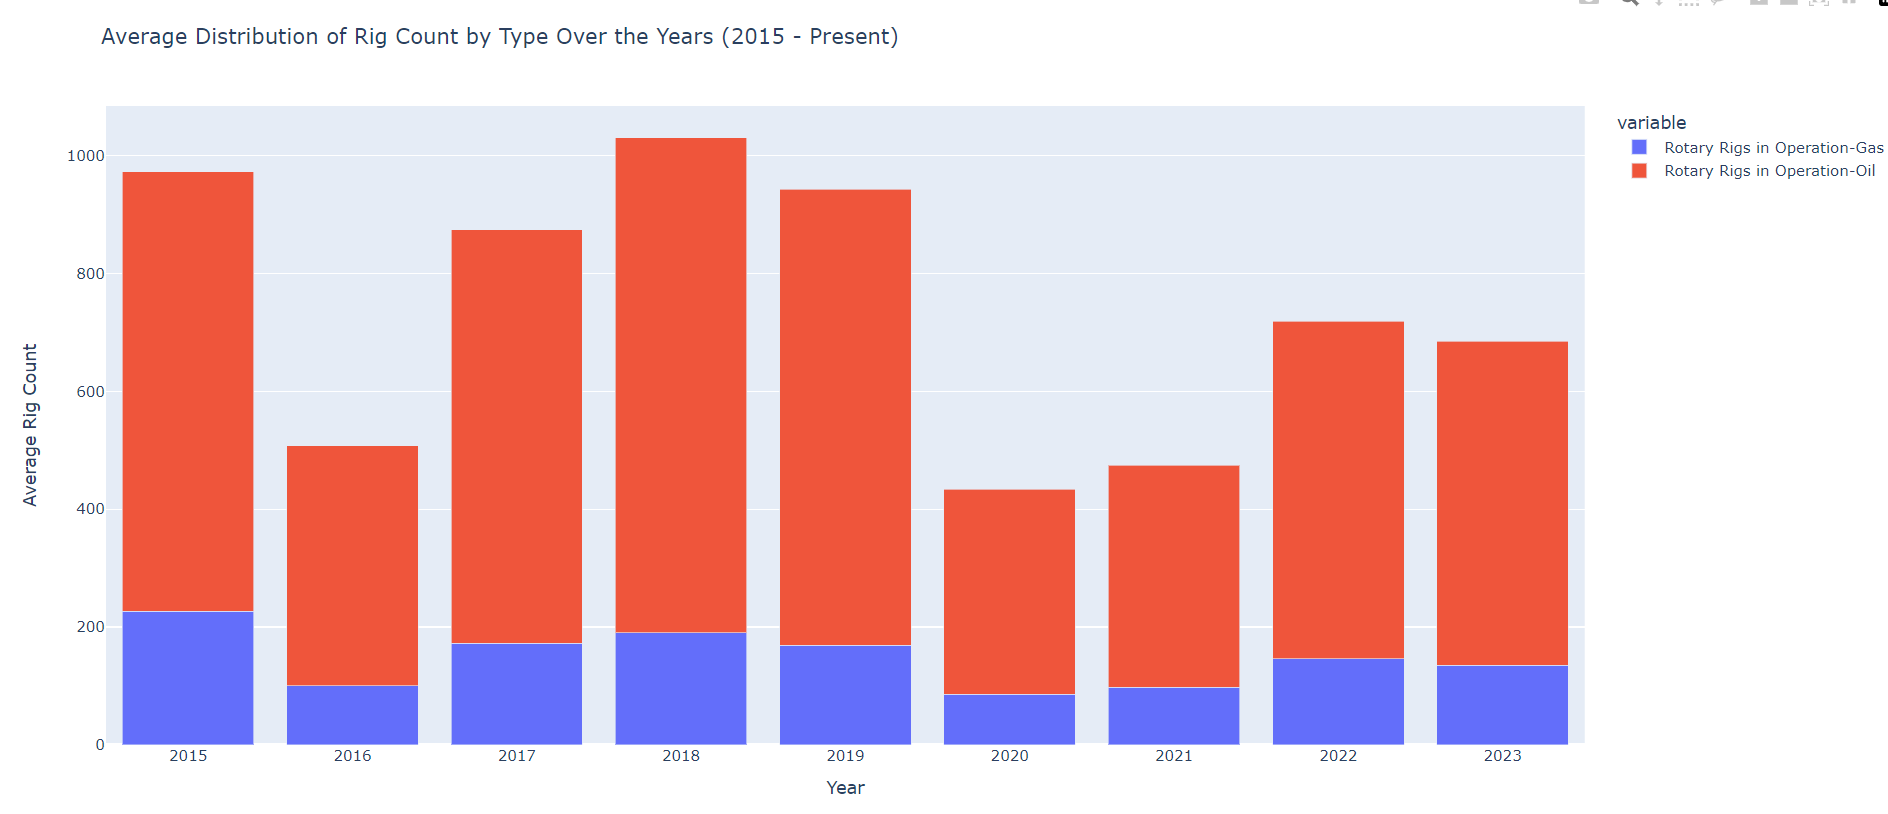 Average Distribution of Rig Count by Type Over the Years (2015 - Present)
variable
Rotary Rigs in Operation-Gas
Rotary Rigs in Operation-Oil
Average Rig Count
1000
800
600
400
200
0
2015 2016 2017 2018 2019 2020 2021 2022 2023
Year